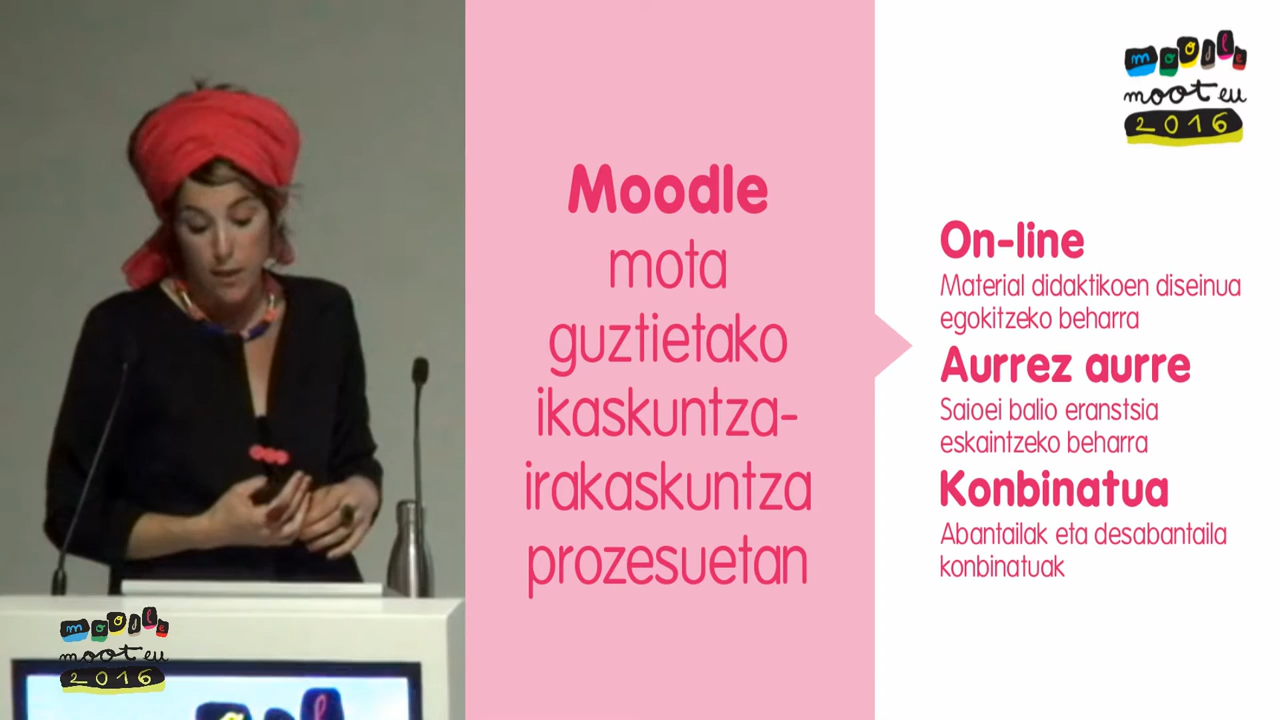 Moodle
mota
guztietako
ikaskuntza-
irakaskuntza
prozesuetan
moodle
moot eu
2016
On-line
Material didaktikoen diseinua
egokitzeko beharra
Aurrez aurre
Saioei balio eranstsia
eskaintzeko beharra
Konbinatua
Abantailak eta desabantaila
konbinatuak
moodle
moot eu
2016